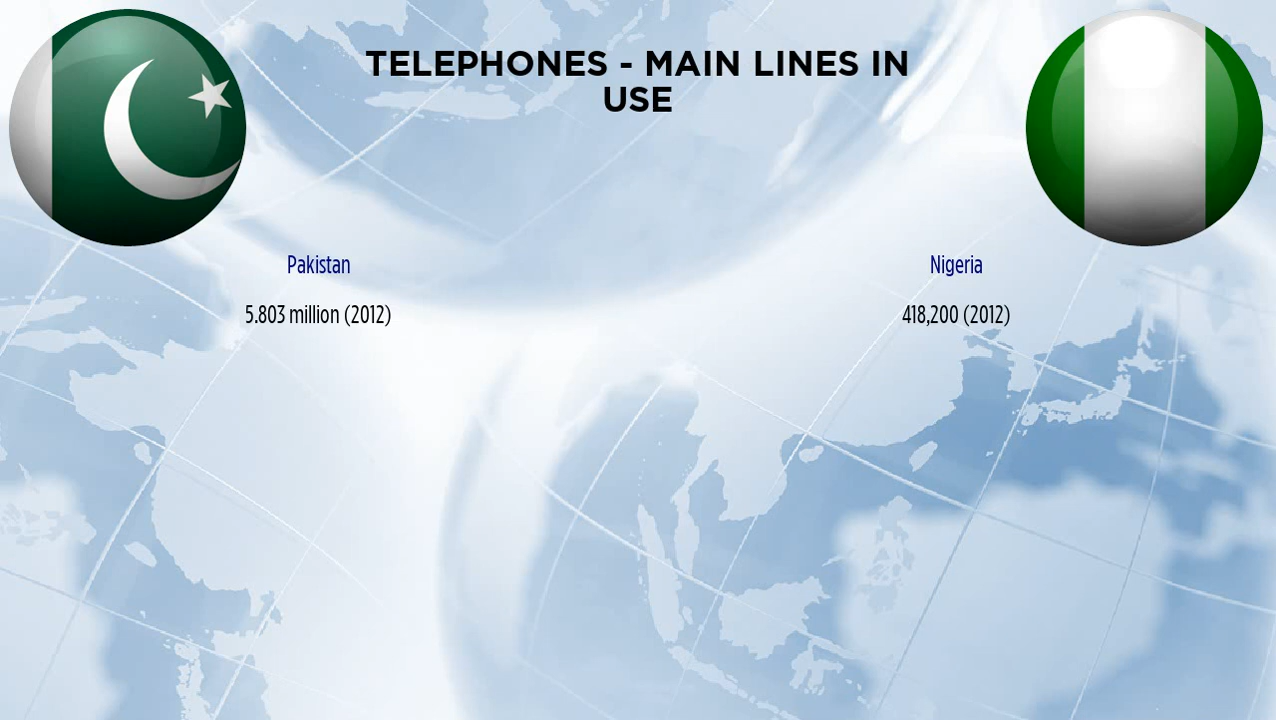 TELEPHONES - MAIN LINES IN
USE
Pakistan
Nigeria
5.803 million (2012)
418,200 (2012)